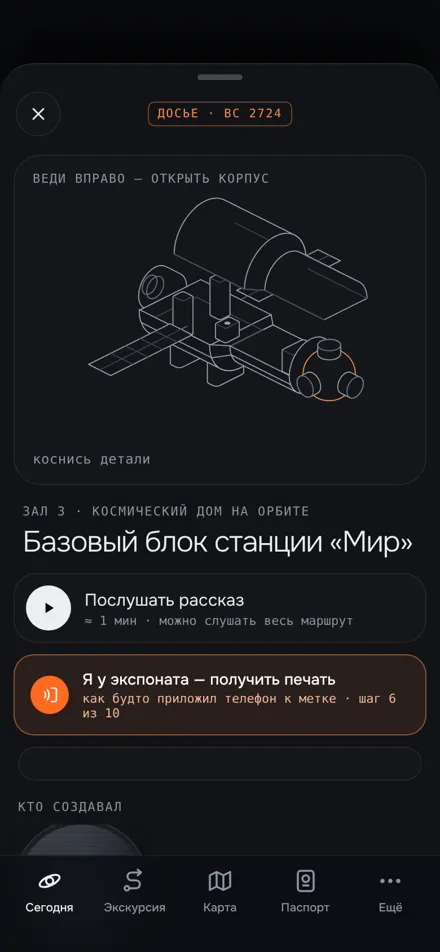 ДОСЬЕ · ВС 2724
ВЕДИ ВПРАВО — ОТКРЫТЬ КОРПУС
коснись детали
ЗАЛ 3 · КОСМИЧЕСКИЙ ДОМ НА ОРБИТЕ
Базовый блок станции «Мир»
Послушать рассказ
≈ 1 мин · можно слушать весь маршрут
Я у экспоната — получить печать
как будто приложил телефон к метке · шаг 6
из 10
КТО СОЗДАВАЛ
Сегодня
Экскурсия
Карта
Паспорт
Ещё